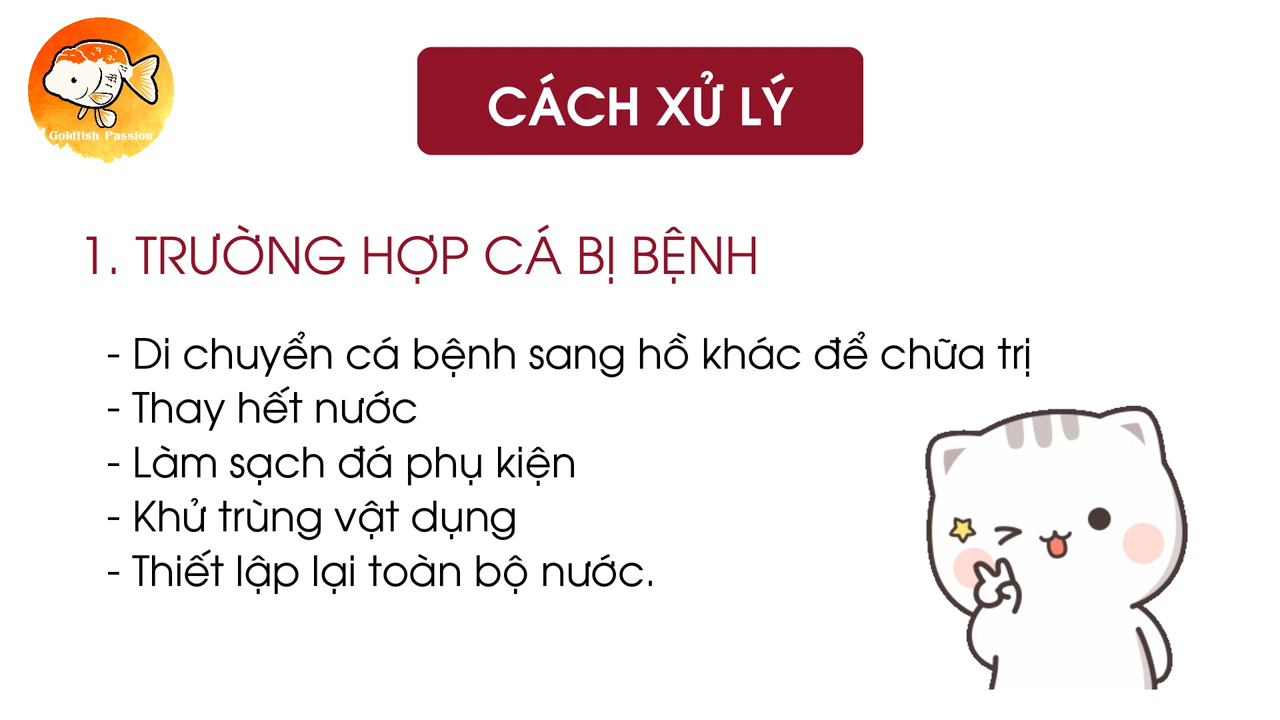 Goldfish Passion
CÁCH XỬ LÝ
1. TRƯỜNG HỢP CÁ BỊ BỆNH
- Di chuyển cá bệnh sang hồ khác để chữa trị
- Thay hết nước
- Làm sạch đá phụ kiện
- Khử trùng vật dụng
- Thiết lập lại toàn bộ nước.